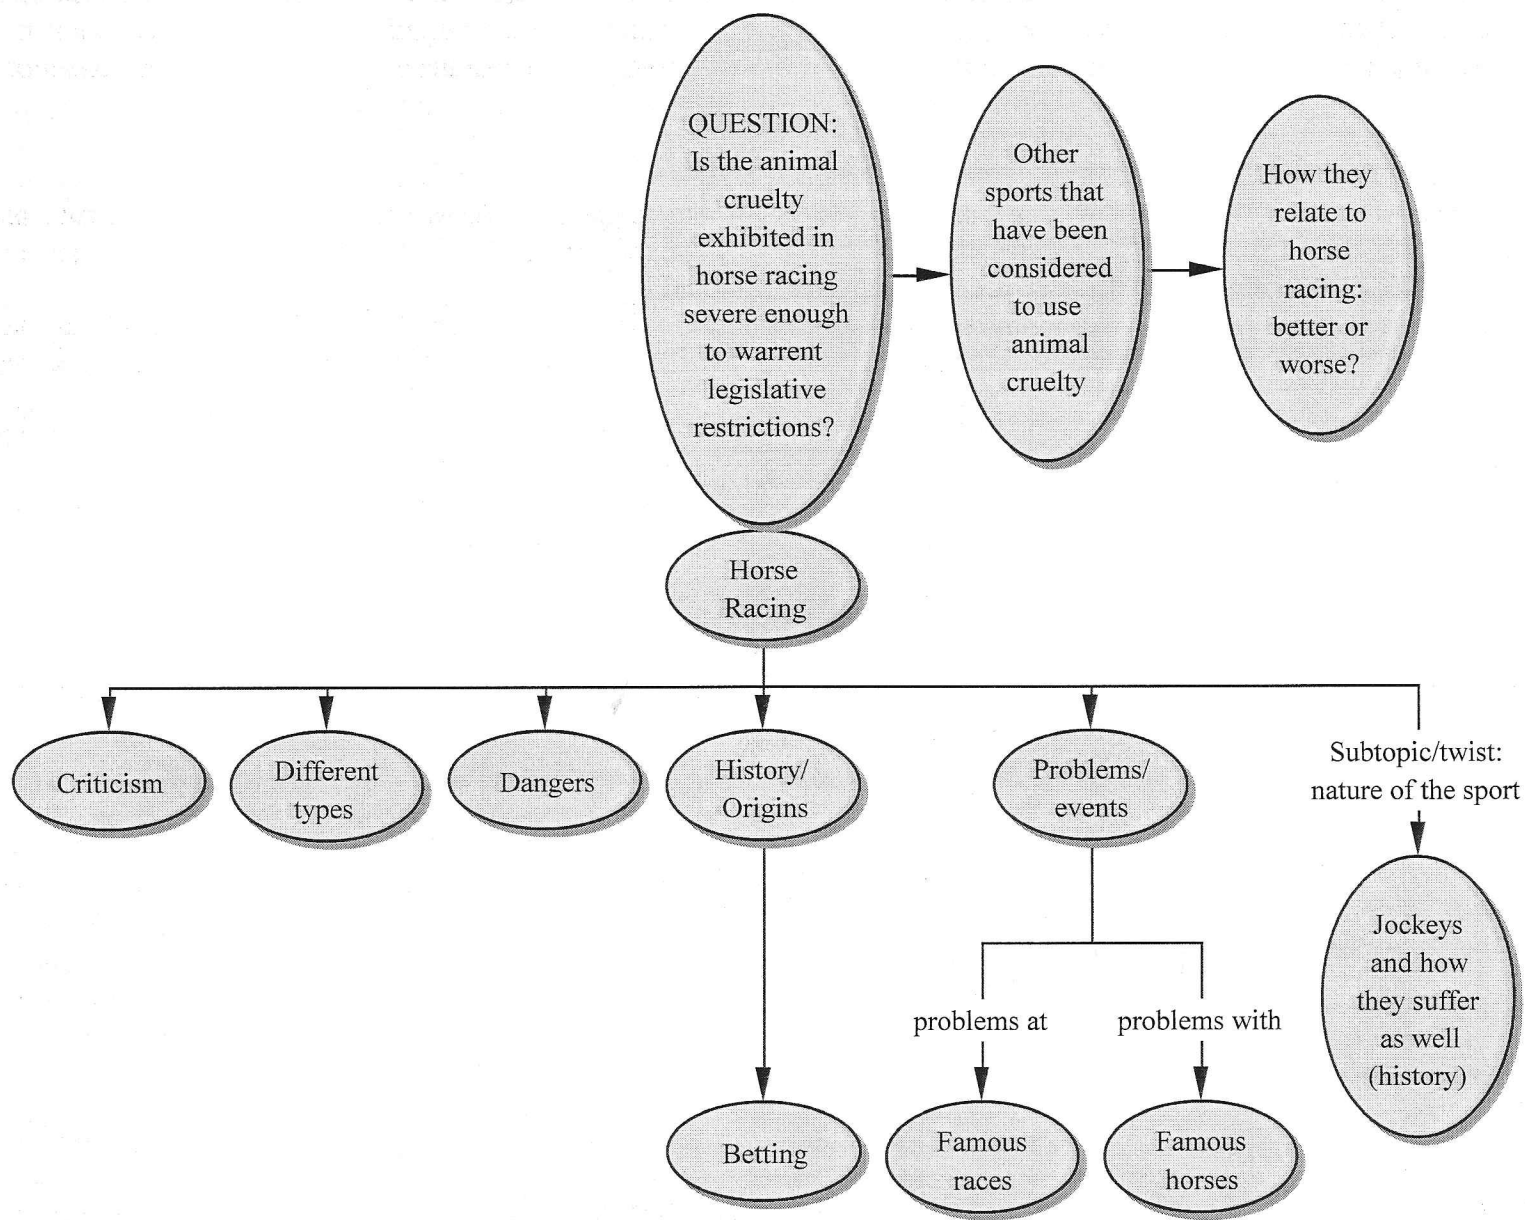 QUESTION:
Is the animal
cruelty
exhibited in
horse racing
severe enough
to warrent
legislative
restrictions?
Other
sports that
have been
considered
to use
animal
cruelty
How they
relate to
horse
racing:
better or
worse?
Horse
Racing
Criticism
Different
types
Dangers
History/
Origins
Problems/
events
Subtopic/twist:
nature of the sport
Jockeys
and how
they suffer
as well
(history)
problems at
problems with
Betting
Famous
races
Famous
horses